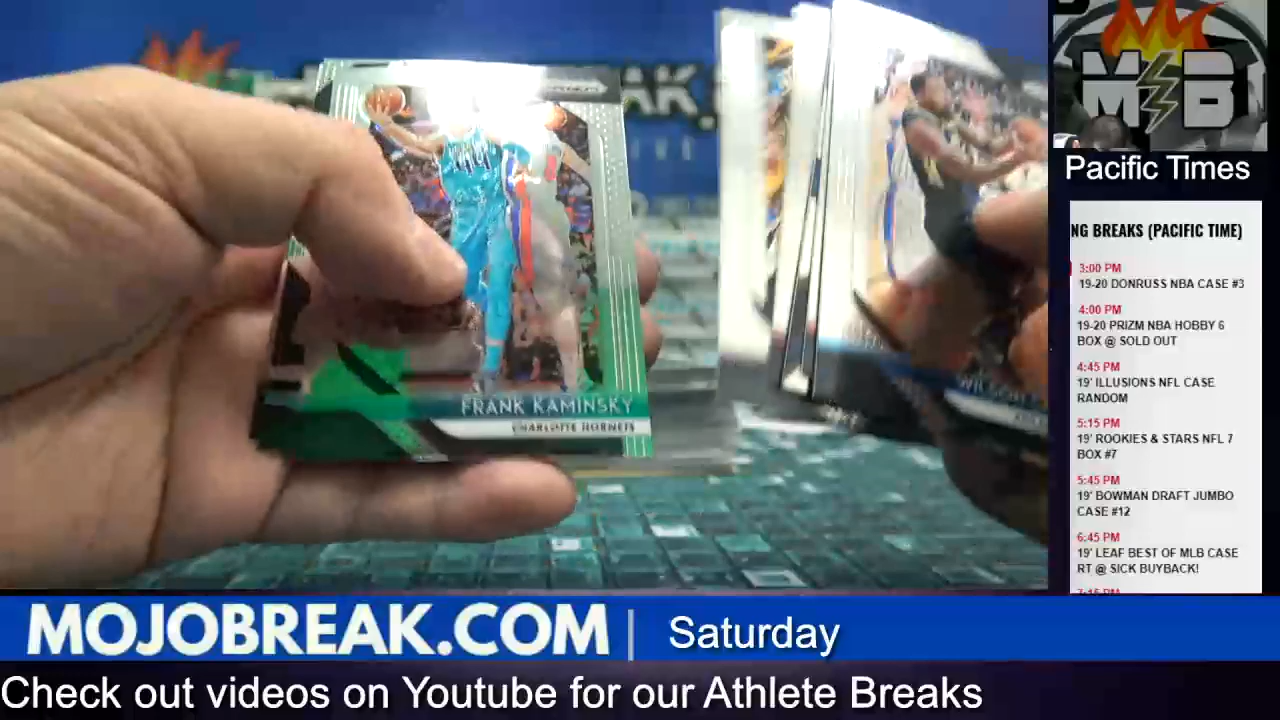 MB
Pacific Times
NG BREAKS (PACIFIC TIME)
3:00 PM
19-20 DONRUSS NBA CASE #3
4:00 PM
19-20 PRIZM NBA HOBBY 6
BOX @ SOLD OUT
4:45 PM
19' ILLUSIONS NFL CASE
RANDOM
5:15 PM
19' ROOKIES & STARS NFL 7
BOX #7
5:45 PM
19' BOWMAN DRAFT JUMBO
CASE #12
6:45 PM
19' LEAF BEST OF MLB CASE
RT @ SICK BUYBACK!
FRANK KAMINSKY
CHARLOTTE HORNETS
MOJOBREAK.COM | Saturday
Check out videos on Youtube for our Athlete Breaks